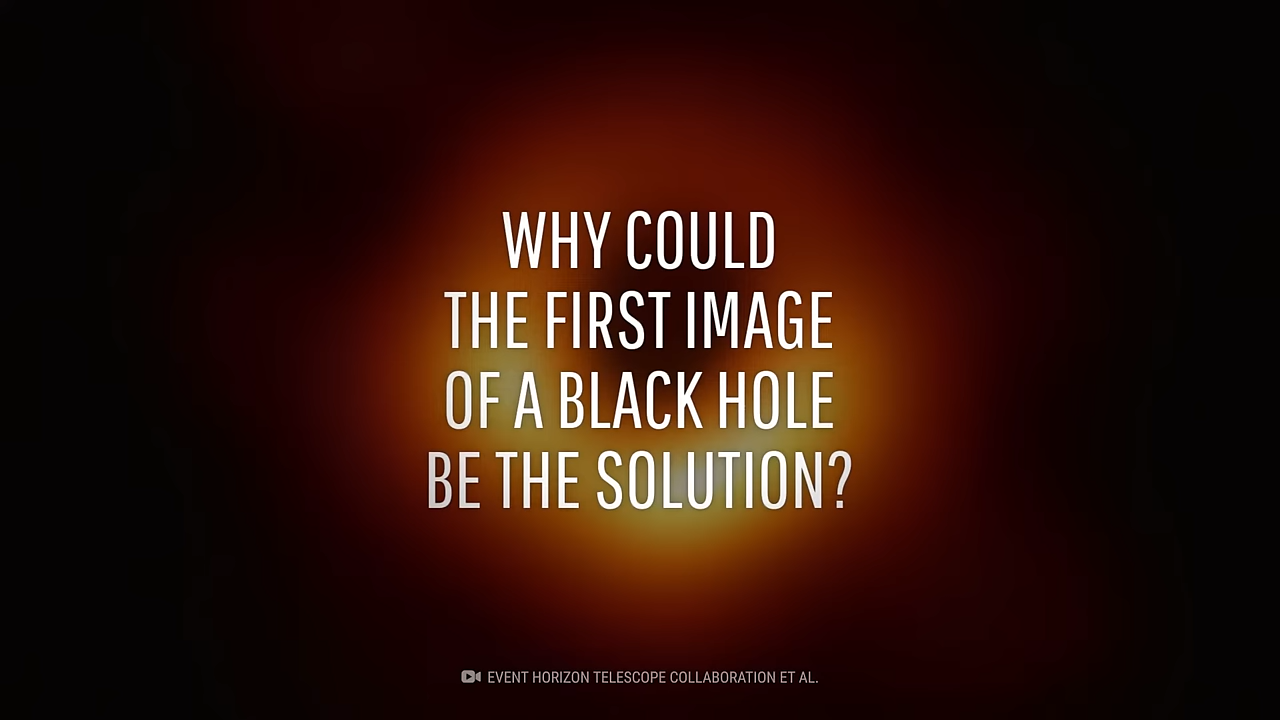 WHY COULD
THE FIRST IMAGE
OF A BLACK HOLE
BE THE SOLUTION?
EVENT HORIZON TELESCOPE COLLABORATION ET AL.